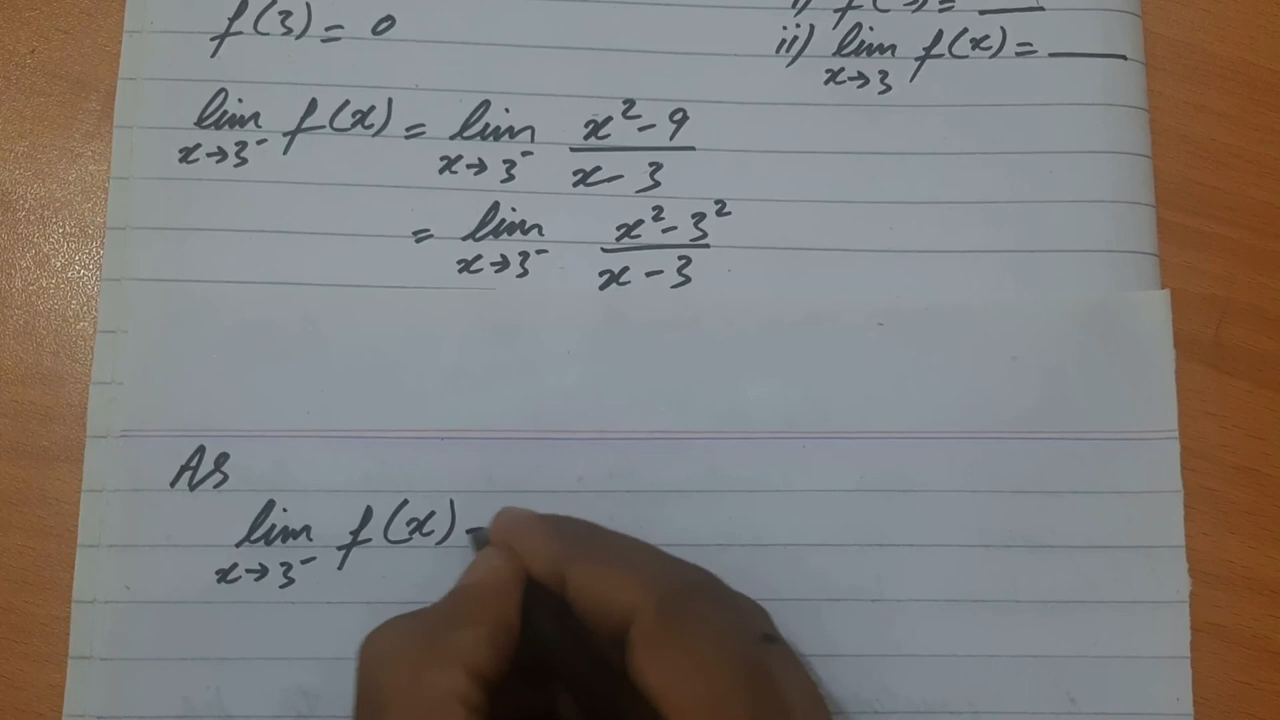 f(3) = 0
ii) lim x→3 f(x) = ____
lim x→3⁻ f(x) = lim x→3⁻ (x² - 9)/(x - 3)
= lim x→3⁻ (x² - 3²)/(x - 3)
As
lim x→3⁻ f(x) -